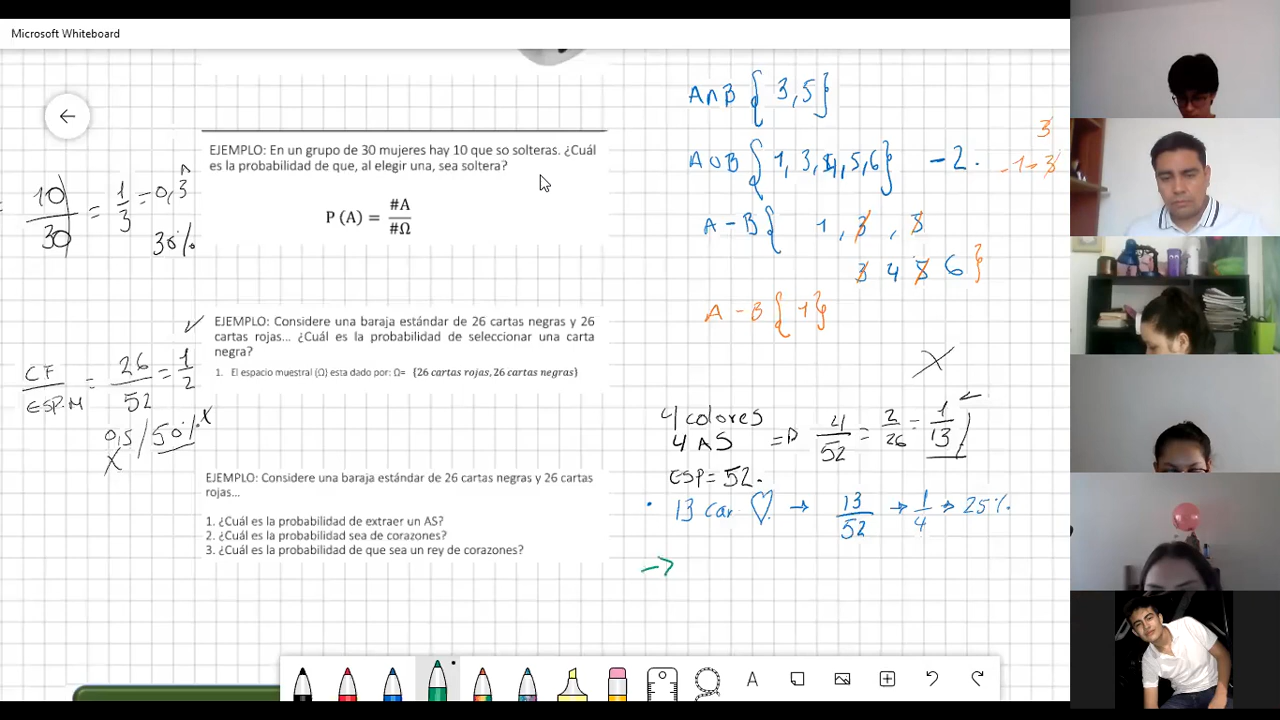 Microsoft Whiteboard
EJEMPLO: En un grupo de 30 mujeres hay 10 que so solteras. ¿Cuál
es la probabilidad de que, al elegir una, sea soltera?
P (A) = #A / #Ω
= 10/30 = 1/3 = 0,3
30%
EJEMPLO: Considere una baraja estándar de 26 cartas negras y 26
cartas rojas... ¿Cuál es la probabilidad de seleccionar una carta
negra?
1. El espacio muestral (Ω) esta dado por: Ω= {26 cartas rojas, 26 cartas negras}
CF / ESP.M = 26/52 = 1/2
0,5 / 50% x
X
EJEMPLO: Considere una baraja estándar de 26 cartas negras y 26 cartas
rojas...
1. ¿Cuál es la probabilidad de extraer un AS?
2. ¿Cuál es la probabilidad sea de corazones?
3. ¿Cuál es la probabilidad de que sea un rey de corazones?
A∩B { 3, 5 }
3
A∪B { 1, 3, 4, 5, 6 } - 2.
A - B { 1, 3, 5
3 4 5 6 }
A - B { 1 }
X
4 colores
4 AS => 4/52 = 2/26 = 1/13
ESP = 52.
• 13 car ♡. → 13/52 → 1/4 → 25%.
→
A